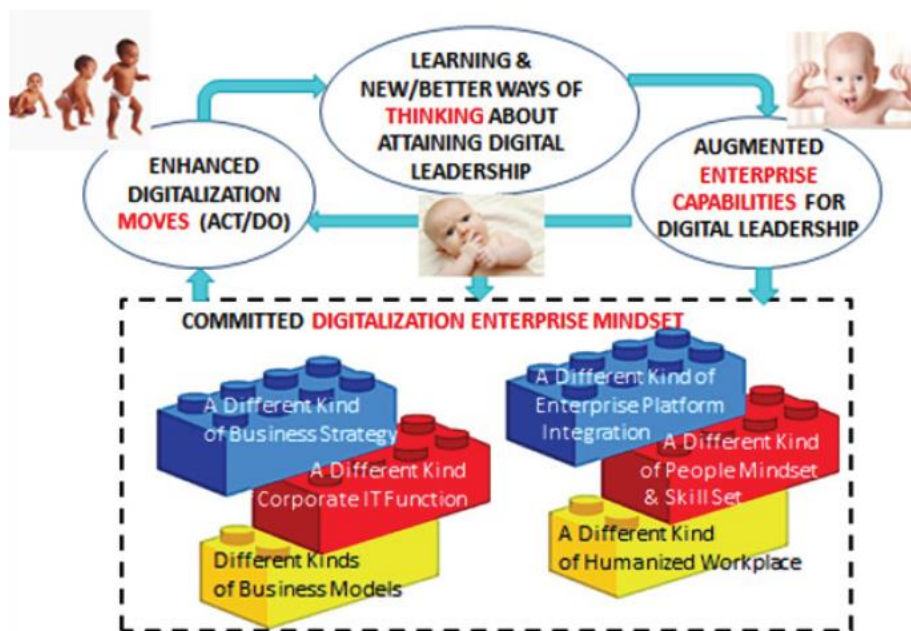 LEARNING &
NEW/BETTER WAYS OF
THINKING ABOUT
ATTAINING DIGITAL
LEADERSHIP
ENHANCED
DIGITALIZATION
MOVES (ACT/DO)
AUGMENTED
ENTERPRISE
CAPABILITIES FOR
DIGITAL LEADERSHIP
COMMITTED DIGITALIZATION ENTERPRISE MINDSET
A Different Kind
of Business Strategy
A Different Kind
Corporate IT Function
Different Kinds
of Business Models
A Different Kind of
Enterprise Platform
Integration
A Different Kind
of People Mindset
& Skill Set
A Different Kind
of Humanized Workplace